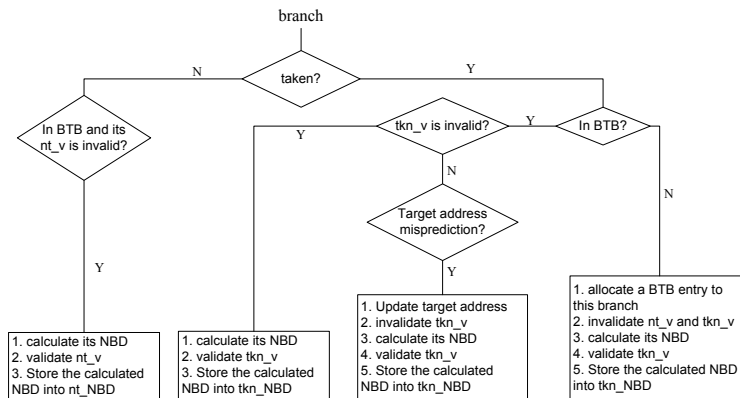 branch
taken?
N
Y
In BTB and its
nt_v is invalid?
Y
tkn_v is invalid?
Y
In BTB?
Y
N
Target address
misprediction?
N
Y
1. calculate its NBD
2. validate nt_v
3. Store the calculated
NBD into nt_NBD
1. calculate its NBD
2. validate tkn_v
3. Store the calculated
NBD into tkn_NBD
1. Update target address
2. invalidate tkn_v
3. calculate its NBD
4. validate tkn_v
5. Store the calculated
NBD into tkn_NBD
1. allocate a BTB entry to
this branch
2. invalidate nt_v and tkn_v
3. calculate its NBD
4. validate tkn_v
5. Store the calculated NBD
into tkn_NBD